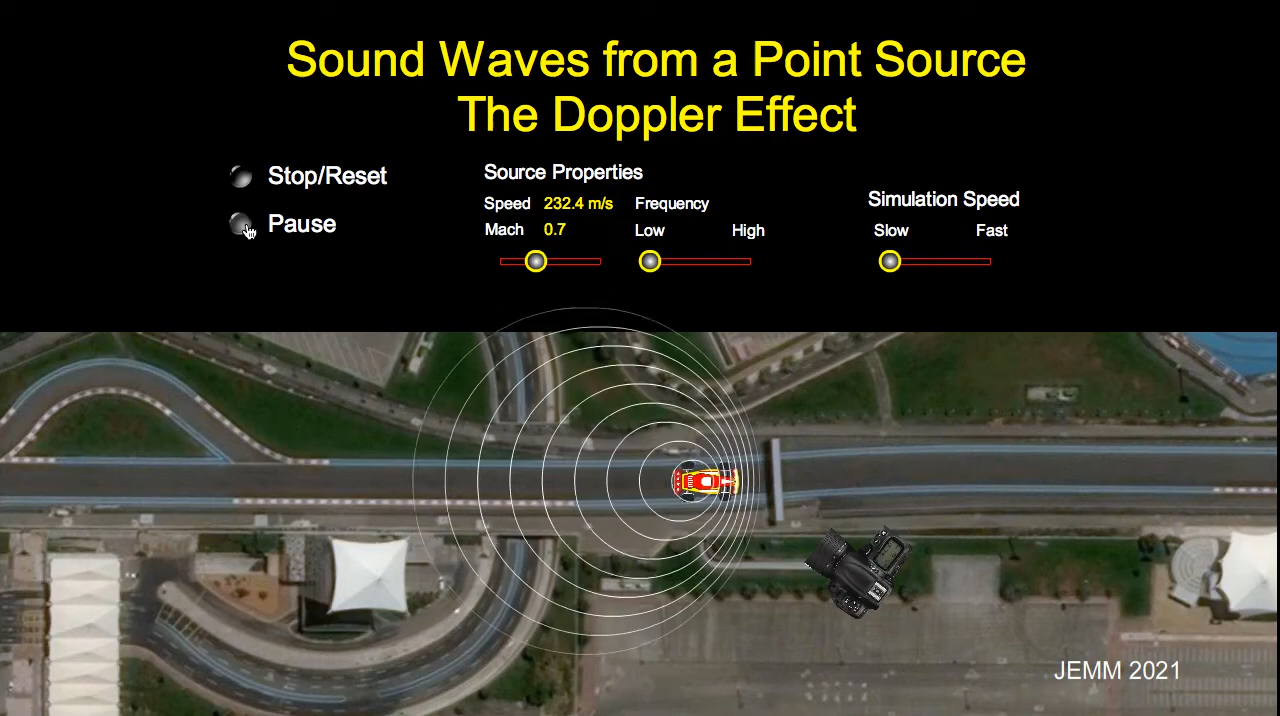 Sound Waves from a Point Source
The Doppler Effect
Stop/Reset
Pause
Source Properties
Speed 232.4 m/s Frequency
Mach 0.7 Low High
Simulation Speed
Slow Fast
JEMM 2021